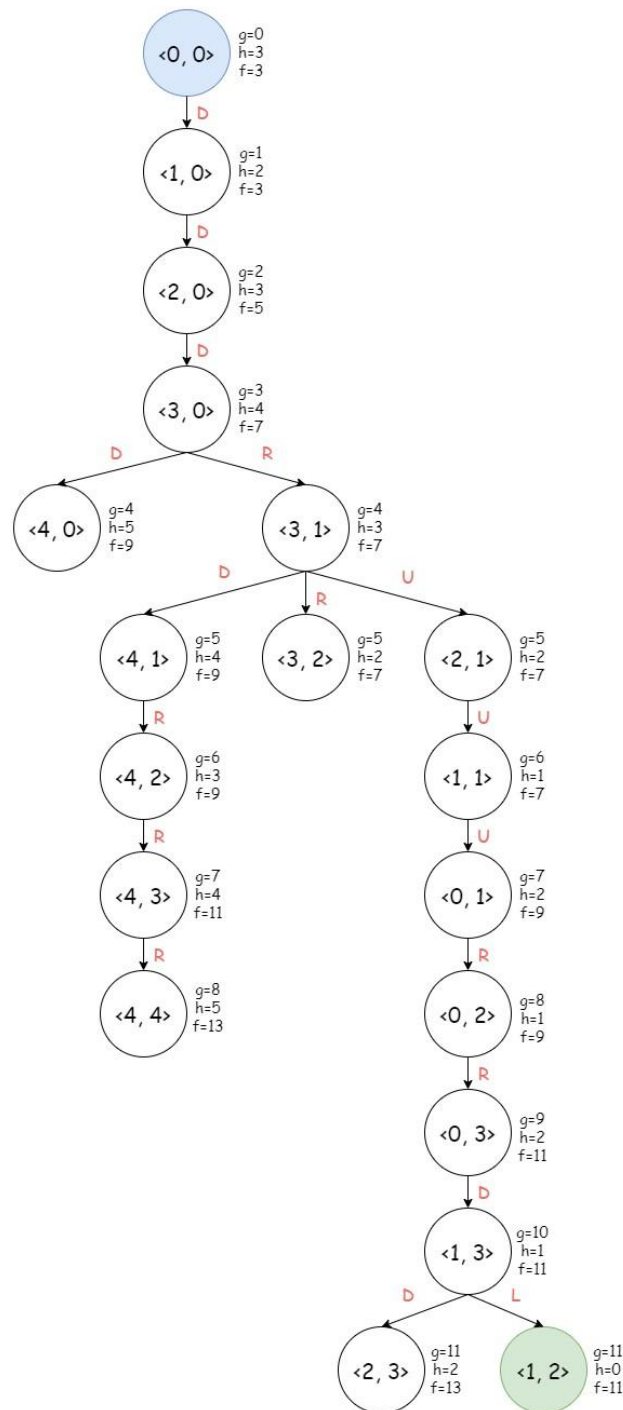 <0, 0>
g=0
h=3
f=3
D
<1, 0>
g=1
h=2
f=3
D
<2, 0>
g=2
h=3
f=5
D
<3, 0>
g=3
h=4
f=7
D
R
<4, 0>
g=4
h=5
f=9
<3, 1>
g=4
h=3
f=7
D
R
U
<4, 1>
g=5
h=4
f=9
<3, 2>
g=5
h=2
f=7
<2, 1>
g=5
h=2
f=7
R
U
<4, 2>
g=6
h=3
f=9
<1, 1>
g=6
h=1
f=7
R
U
<4, 3>
g=7
h=4
f=11
<0, 1>
g=7
h=2
f=9
R
R
<4, 4>
g=8
h=5
f=13
<0, 2>
g=8
h=1
f=9
R
<0, 3>
g=9
h=2
f=11
D
<1, 3>
g=10
h=1
f=11
D
L
<2, 3>
g=11
h=2
f=13
<1, 2>
g=11
h=0
f=11